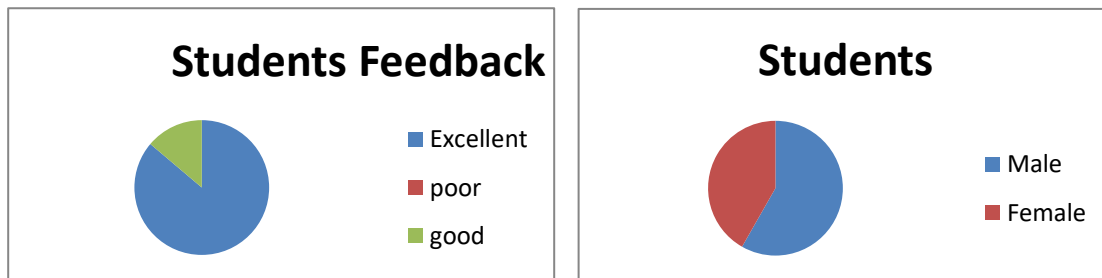 Students Feedback
Excellent
poor
good
Students
Male
Female